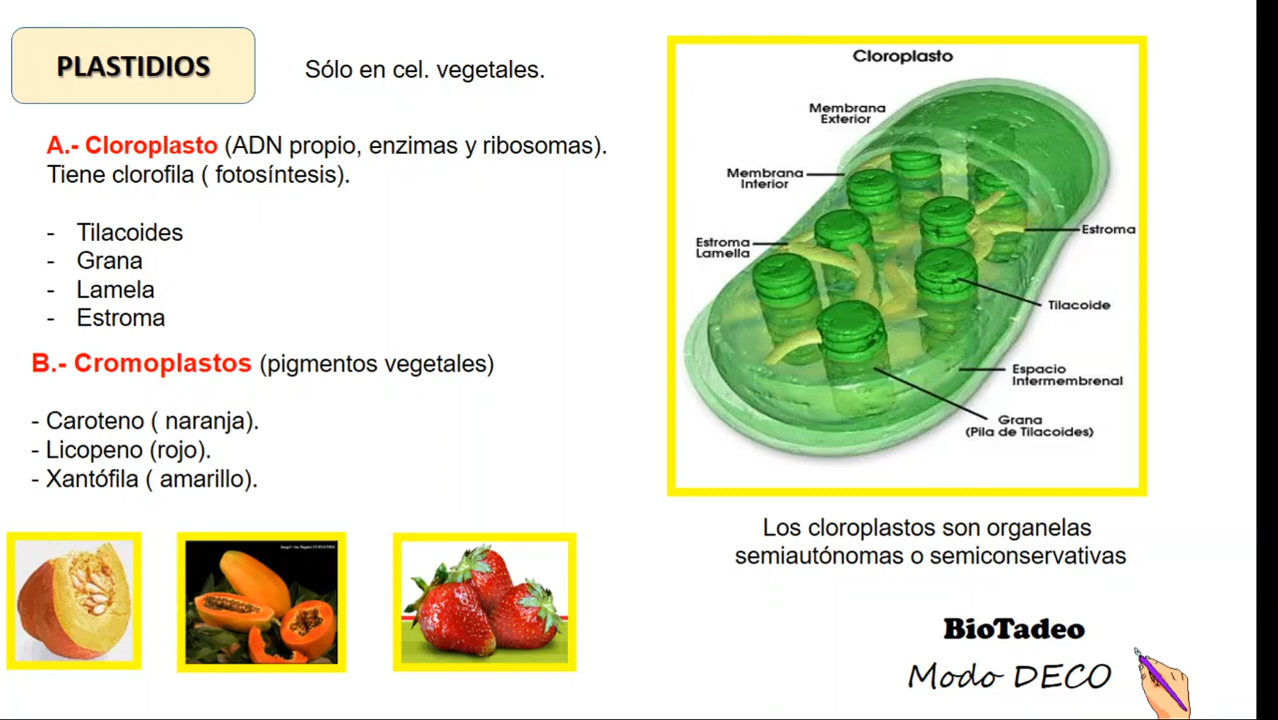 PLASTIDIOS
Sólo en cel. vegetales.
A.- Cloroplasto (ADN propio, enzimas y ribosomas).
Tiene clorofila ( fotosíntesis).
- Tilacoides
- Grana
- Lamela
- Estroma
B.- Cromoplastos (pigmentos vegetales)
- Caroteno ( naranja).
- Licopeno (rojo).
- Xantófila ( amarillo).
Cloroplasto
Membrana
Exterior
Membrana
Interior
Estroma
Lamella
Estroma
Tilacoide
Espacio
Intermembrenal
Grana
(Pila de Tilacoides)
Los cloroplastos son organelas
semiautónomas o semiconservativas
BioTadeo
Modo DECO